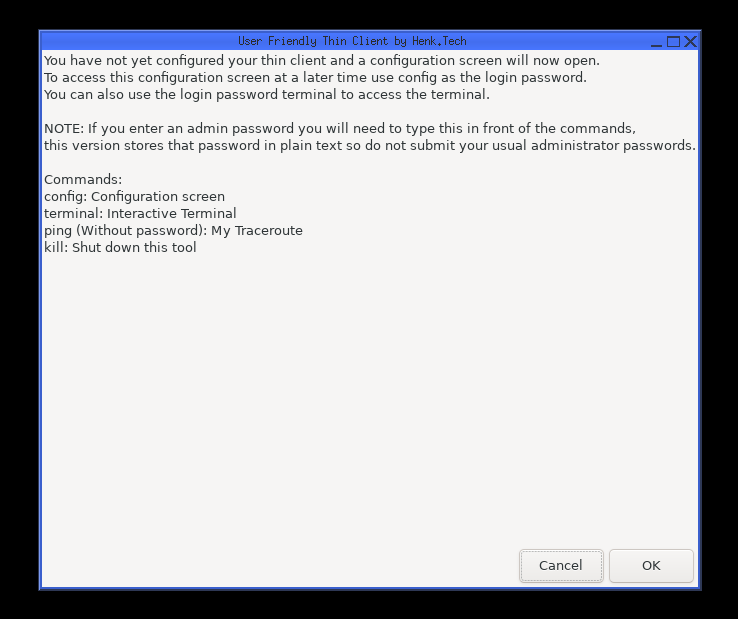 User Friendly Thin Client by Henk.Tech
You have not yet configured your thin client and a configuration screen will now open.
To access this configuration screen at a later time use config as the login password.
You can also use the login password terminal to access the terminal.
NOTE: If you enter an admin password you will need to type this in front of the commands,
this version stores that password in plain text so do not submit your usual administrator passwords.
Commands:
config: Configuration screen
terminal: Interactive Terminal
ping (Without password): My Traceroute
kill: Shut down this tool
Cancel
OK